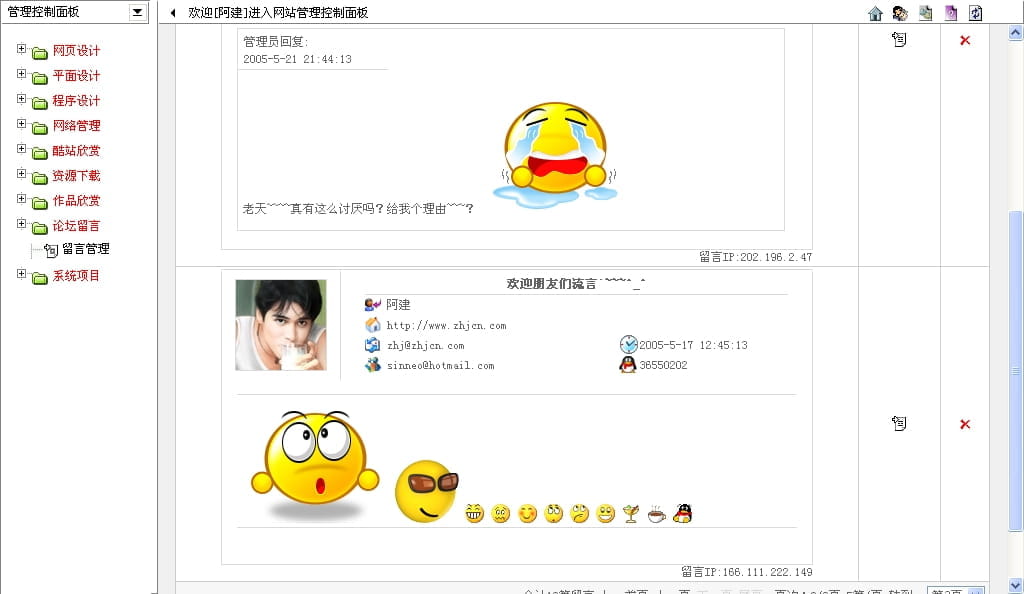 管理控制面板
欢迎[阿建]进入网站管理控制面板
网页设计
平面设计
程序设计
网络管理
酷站欣赏
资源下载
作品欣赏
论坛留言
留言管理
系统项目
管理员回复:
2005-5-21 21:44:13
老天~~~~真有这么讨厌吗？给我个理由~~~？
留言IP:202.196.2.47
欢迎朋友们流言~~~~^_^
阿建
http://www.zhjcn.com
zhj@zhjcn.com
2005-5-17 12:45:13
sinneo@hotmail.com
36550202
留言IP:166.111.222.149